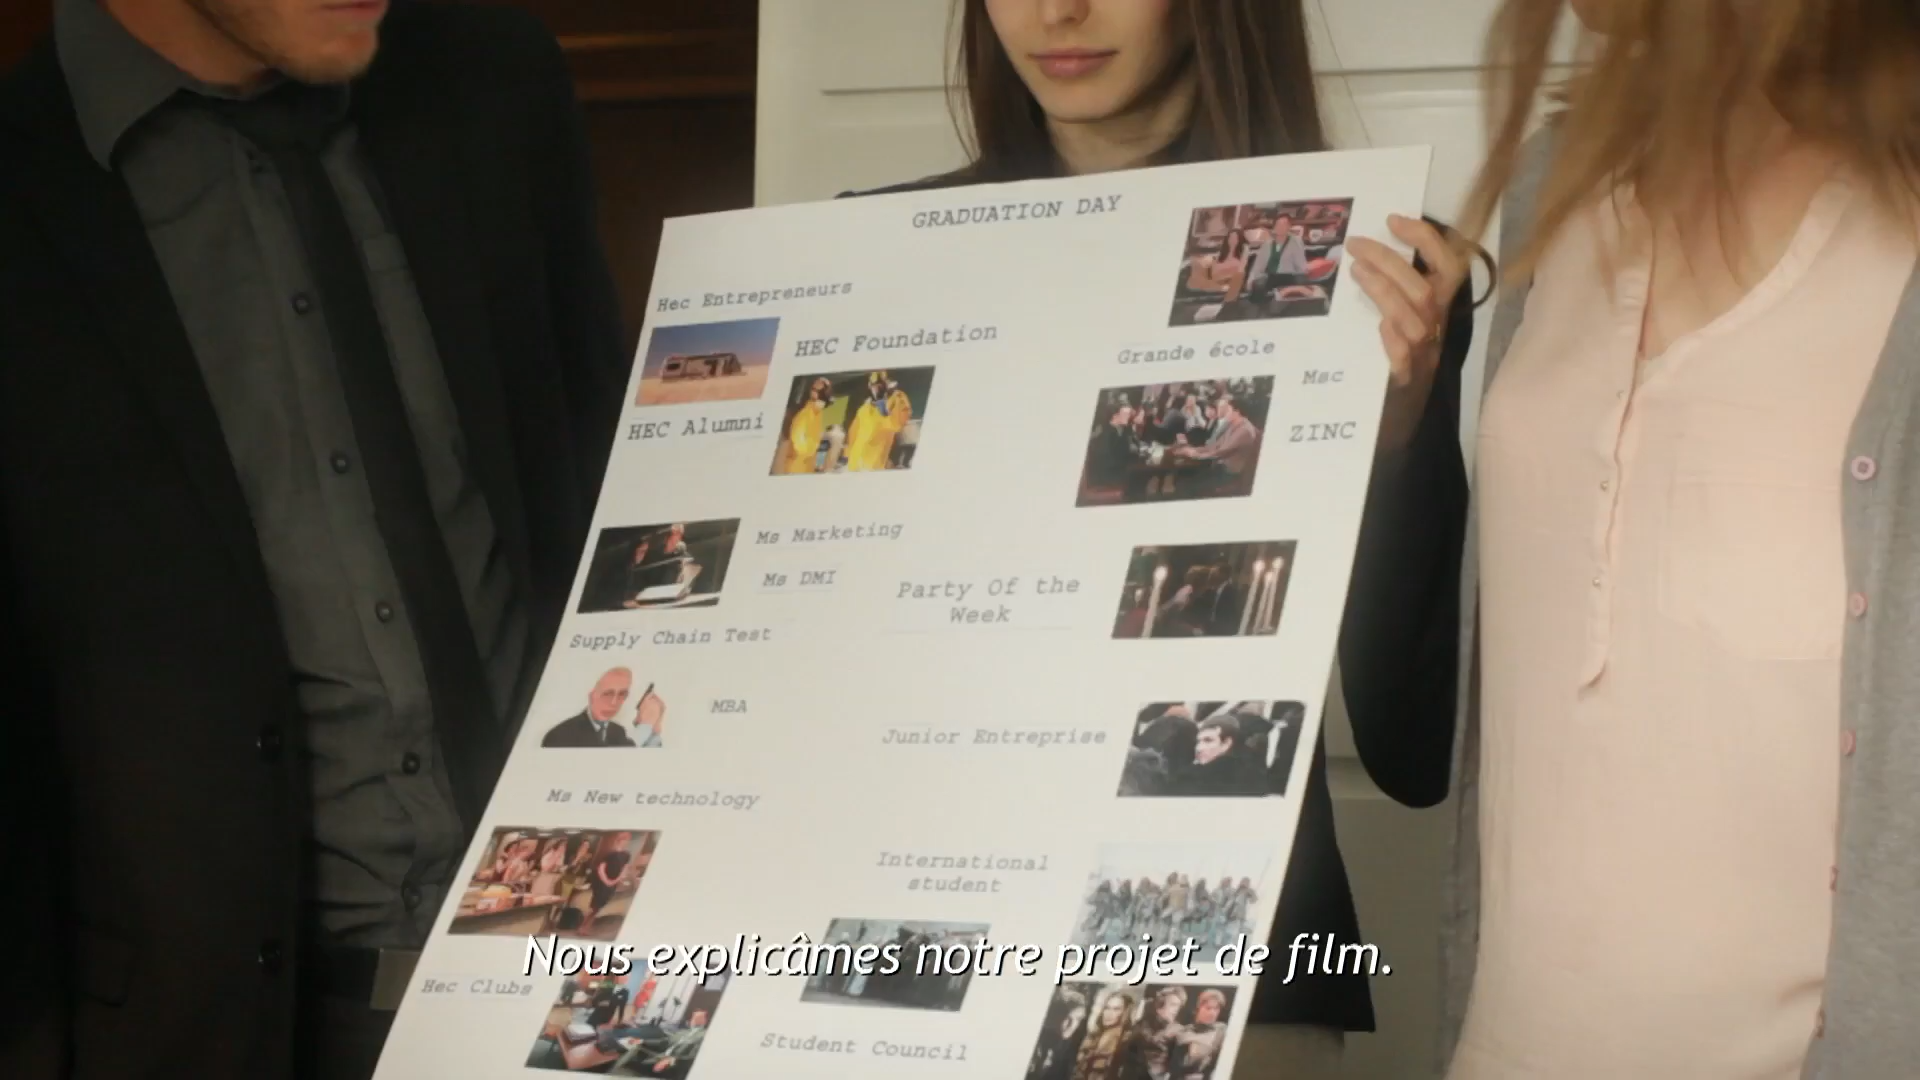 GRADUATION DAY
Hec Entrepreneurs
HEC Foundation
Grande école
Msc
HEC Alumni
ZINC
Ms Marketing
Ms DMI
Party Of the
Week
Supply Chain Test
MBA
Junior Entreprise
Ms New technology
International
student
Nous explicâmes notre projet de film.
Hec Clubs
Student Council